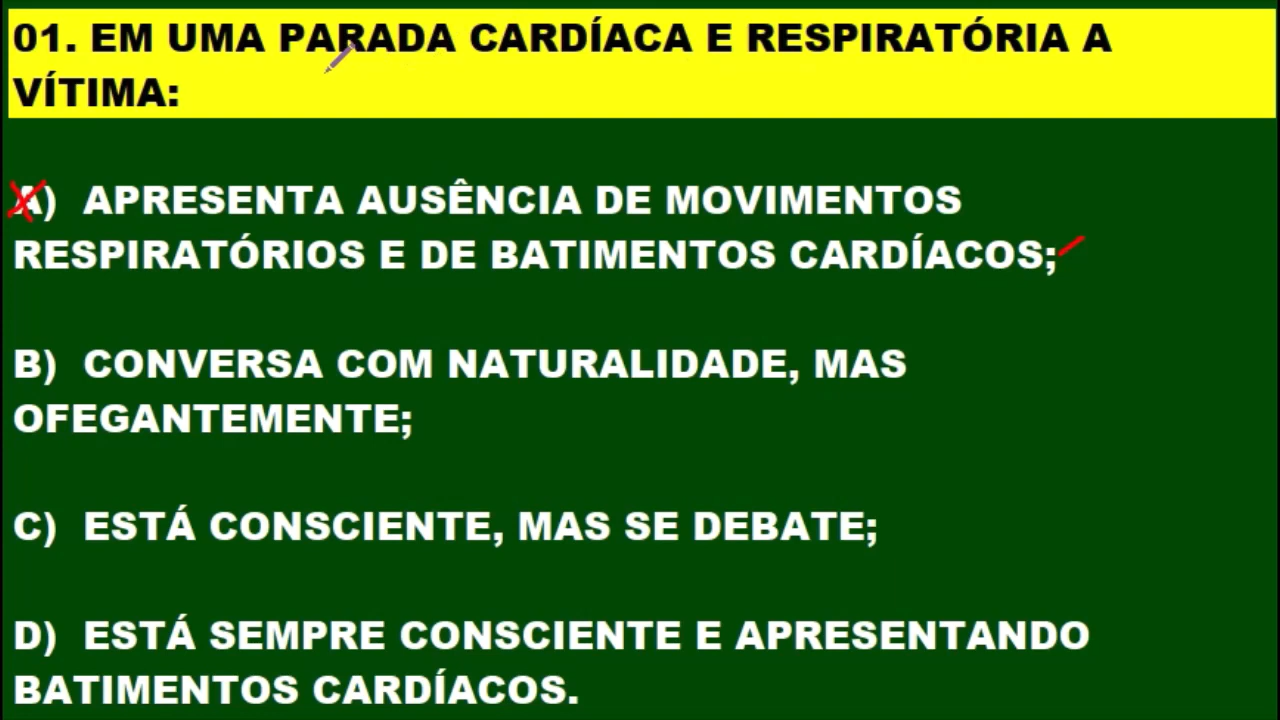 01. EM UMA PARADA CARDÍACA E RESPIRATÓRIA A
VÍTIMA:
A) APRESENTA AUSÊNCIA DE MOVIMENTOS
RESPIRATÓRIOS E DE BATIMENTOS CARDÍACOS;
B) CONVERSA COM NATURALIDADE, MAS
OFEGANTEMENTE;
C) ESTÁ CONSCIENTE, MAS SE DEBATE;
D) ESTÁ SEMPRE CONSCIENTE E APRESENTANDO
BATIMENTOS CARDÍACOS.